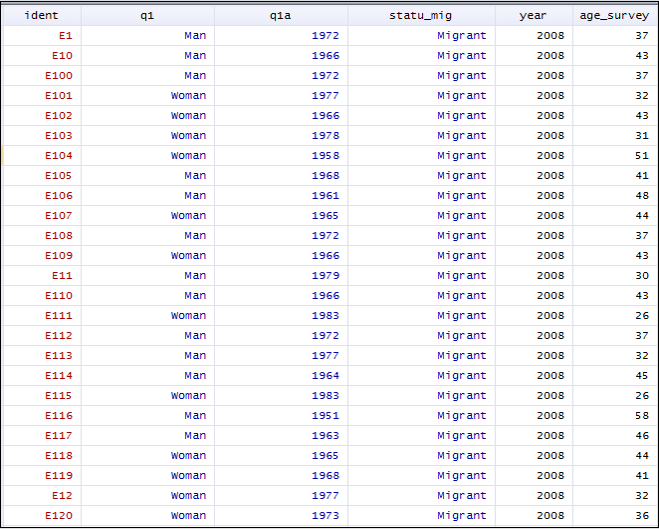 ident q1 q1a statu_mig year age_survey
E1 Man 1972 Migrant 2008 37
E10 Man 1966 Migrant 2008 43
E100 Man 1972 Migrant 2008 37
E101 Woman 1977 Migrant 2008 32
E102 Woman 1966 Migrant 2008 43
E103 Woman 1978 Migrant 2008 31
E104 Woman 1958 Migrant 2008 51
E105 Man 1968 Migrant 2008 41
E106 Man 1961 Migrant 2008 48
E107 Woman 1965 Migrant 2008 44
E108 Man 1972 Migrant 2008 37
E109 Woman 1966 Migrant 2008 43
E11 Man 1979 Migrant 2008 30
E110 Man 1966 Migrant 2008 43
E111 Woman 1983 Migrant 2008 26
E112 Man 1972 Migrant 2008 37
E113 Man 1977 Migrant 2008 32
E114 Man 1964 Migrant 2008 45
E115 Woman 1983 Migrant 2008 26
E116 Man 1951 Migrant 2008 58
E117 Man 1963 Migrant 2008 46
E118 Woman 1965 Migrant 2008 44
E119 Woman 1968 Migrant 2008 41
E12 Woman 1977 Migrant 2008 32
E120 Woman 1973 Migrant 2008 36